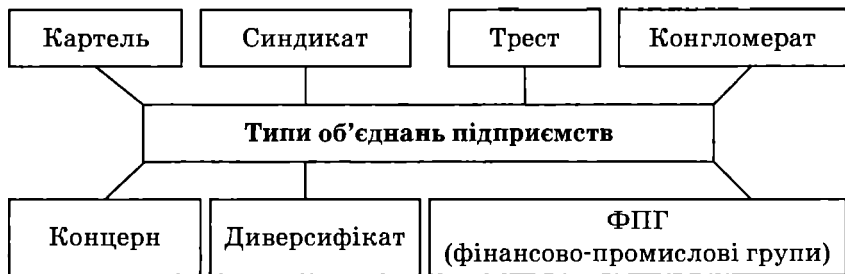 Картель
Синдикат
Трест
Конгломерат
Типи об’єднань підприємств
Концерн
Диверсифікат
ФПГ
(фінансово-промислові групи)